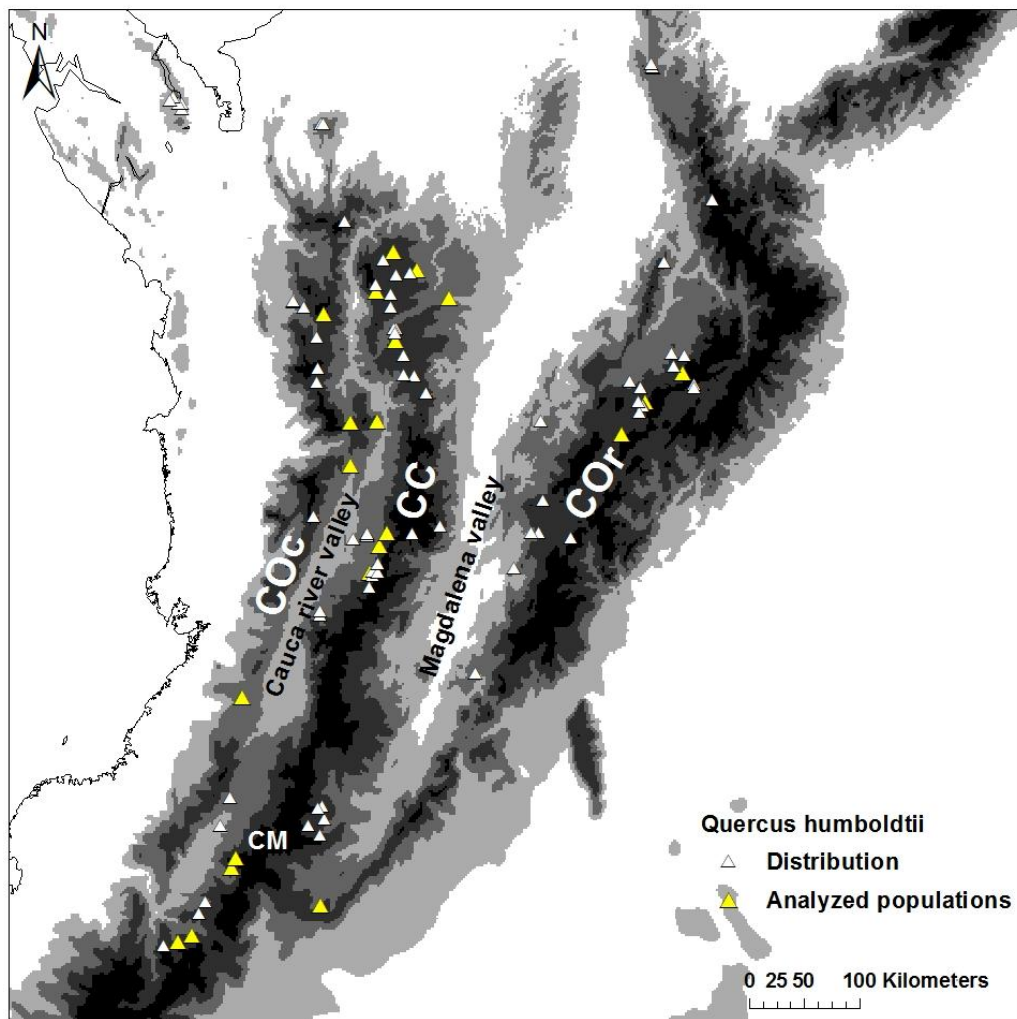 N
CC
COr
COc
Cauca river valley
Magdalena valley
CM
Quercus humboldtii
Distribution
Analyzed populations
0 25 50 100 Kilometers